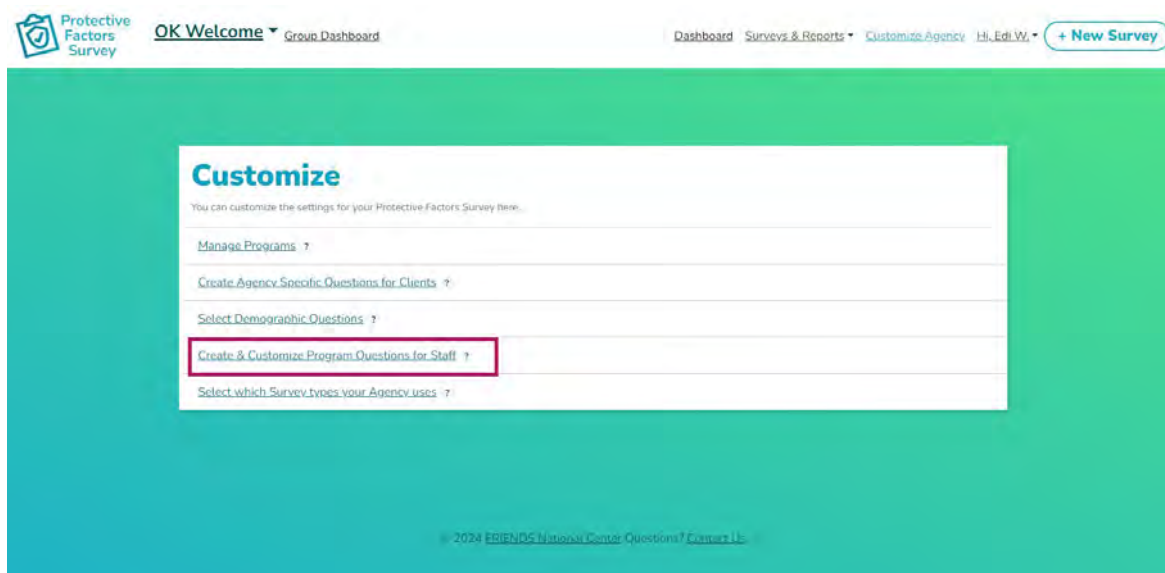 Protective
Factors
Survey
OK Welcome Group Dashboard
Dashboard Surveys & Reports Customize Agency Hi, Edi W. + New Survey
Customize
You can customize the settings for your Protective Factors Survey here.
Manage Programs ?
Create Agency Specific Questions for Clients ?
Select Demographic Questions ?
Create & Customize Program Questions for Staff ?
Select which Survey types your Agency uses ?
© 2024 FRIENDS National Center Questions? Contact Us.